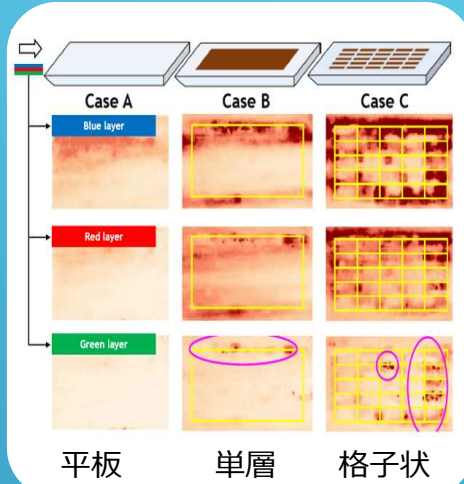 Case A
Case B
Case C
Blue layer
Red layer
Green layer
平板
単層
格子状